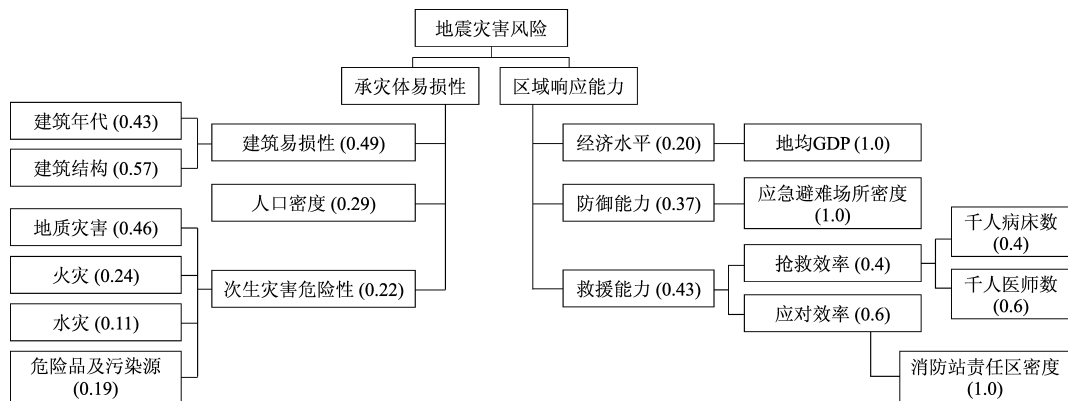 地震灾害风险
承灾体易损性
区域响应能力
建筑年代 (0.43)
建筑结构 (0.57)
建筑易损性 (0.49)
人口密度 (0.29)
地质灾害 (0.46)
火灾 (0.24)
水灾 (0.11)
危险品及污染源
(0.19)
次生灾害危险性 (0.22)
经济水平 (0.20)
地均GDP (1.0)
防御能力 (0.37)
应急避难场所密度
(1.0)
救援能力 (0.43)
抢救效率 (0.4)
千人病床数
(0.4)
千人医师数
(0.6)
应对效率 (0.6)
消防站责任区密度
(1.0)